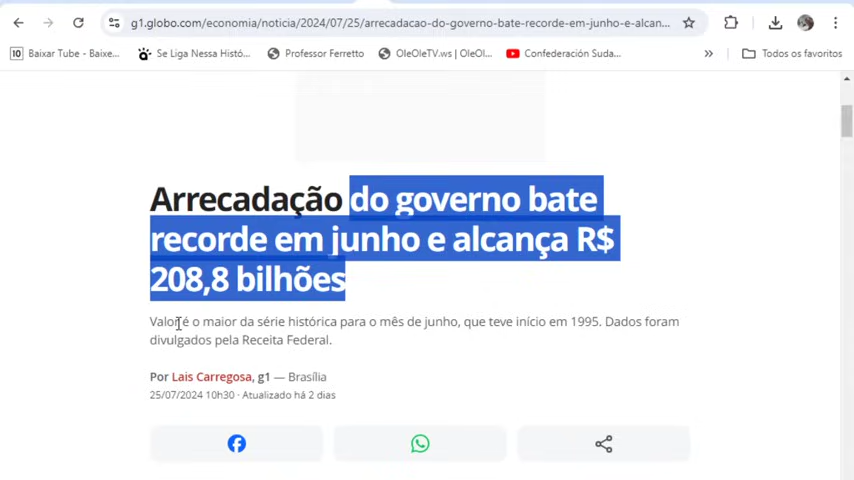 g1.globo.com/economia/noticia/2024/07/25/arrecadacao-do-governo-bate-recorde-em-junho-e-alcan...
10 Baixar Tube - Baixe... Se Liga Nessa Histó... Professor Ferretto OleOleTV.ws | OleOl... Confederación Suda... » Todos os favoritos
Arrecadação do governo bate
recorde em junho e alcança R$
208,8 bilhões
Valor é o maior da série histórica para o mês de junho, que teve início em 1995. Dados foram
divulgados pela Receita Federal.
Por Lais Carregosa, g1 — Brasília
25/07/2024 10h30 · Atualizado há 2 dias